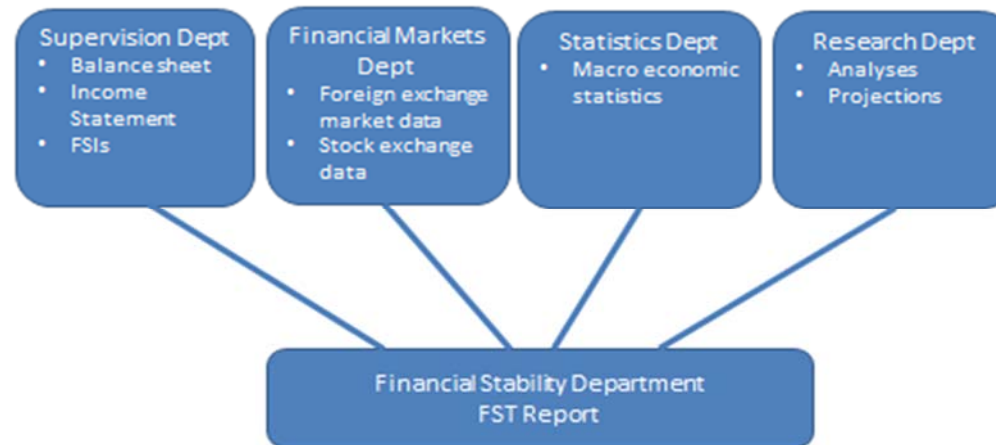 Supervision Dept
• Balance sheet
• Income
Statement
• FSIs
Financial Markets
Dept
• Foreign exchange
market data
• Stock exchange
data
Statistics Dept
• Macro economic
statistics
Research Dept
• Analyses
• Projections
Financial Stability Department
FST Report